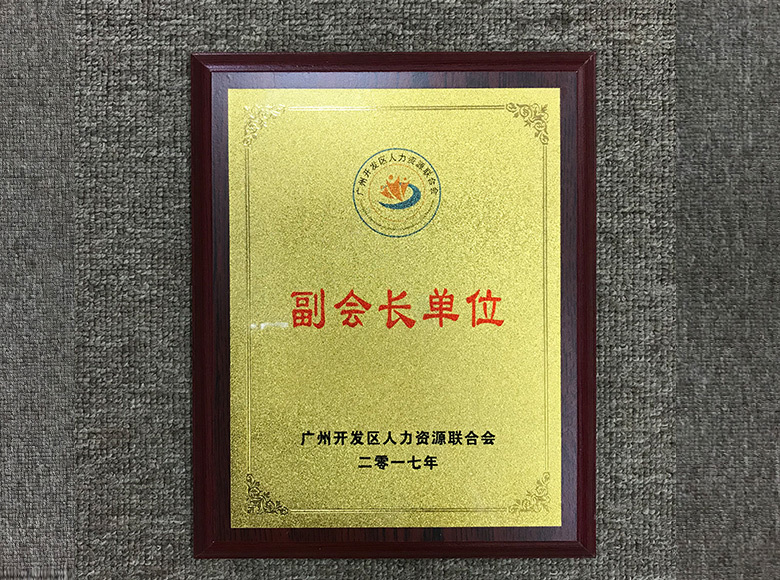 广州开发区人力资源联合会
副会长单位
广州开发区人力资源联合会
二零一七年